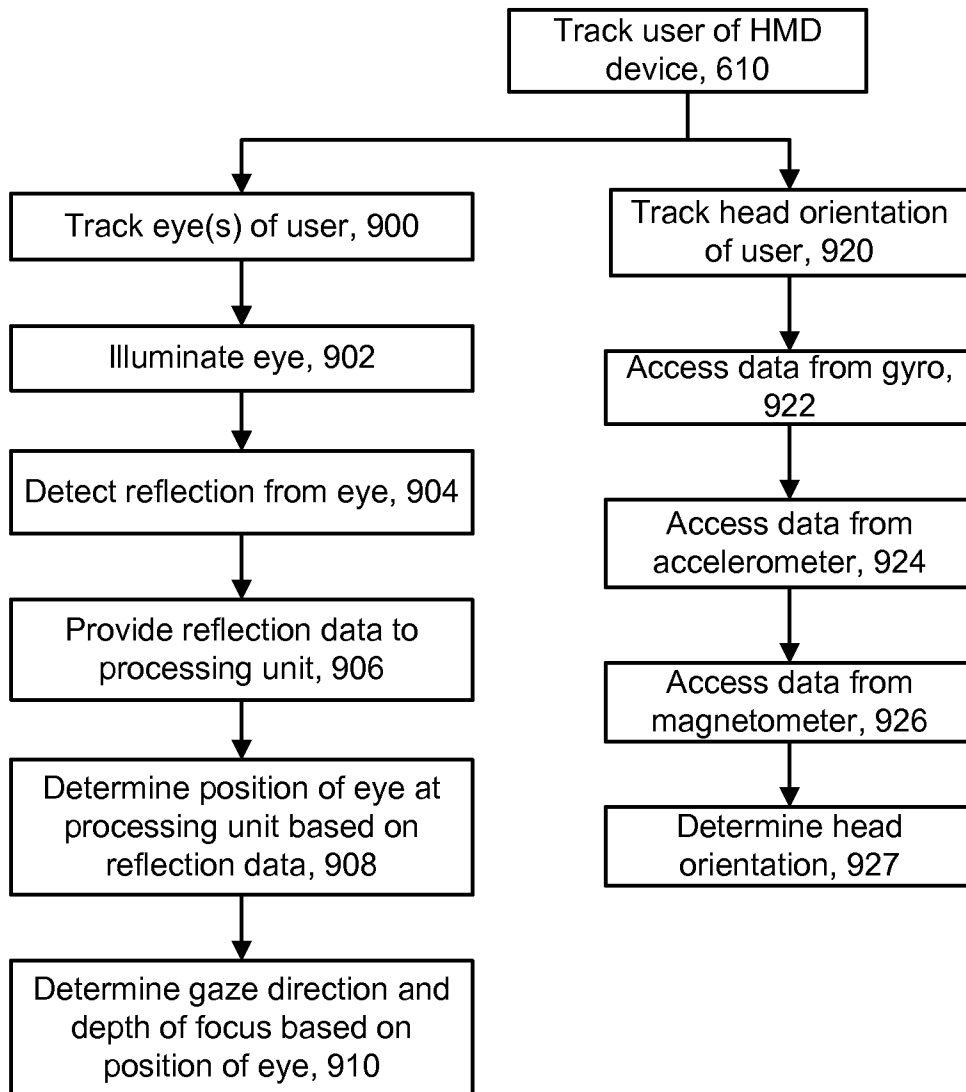 Track user of HMD
device, 610
Track eye(s) of user, 900
Illuminate eye, 902
Detect reflection from eye, 904
Provide reflection data to
processing unit, 906
Determine position of eye at
processing unit based on
reflection data, 908
Determine gaze direction and
depth of focus based on
position of eye, 910
Track head orientation
of user, 920
Access data from gyro,
922
Access data from
accelerometer, 924
Access data from
magnetometer, 926
Determine head
orientation, 927